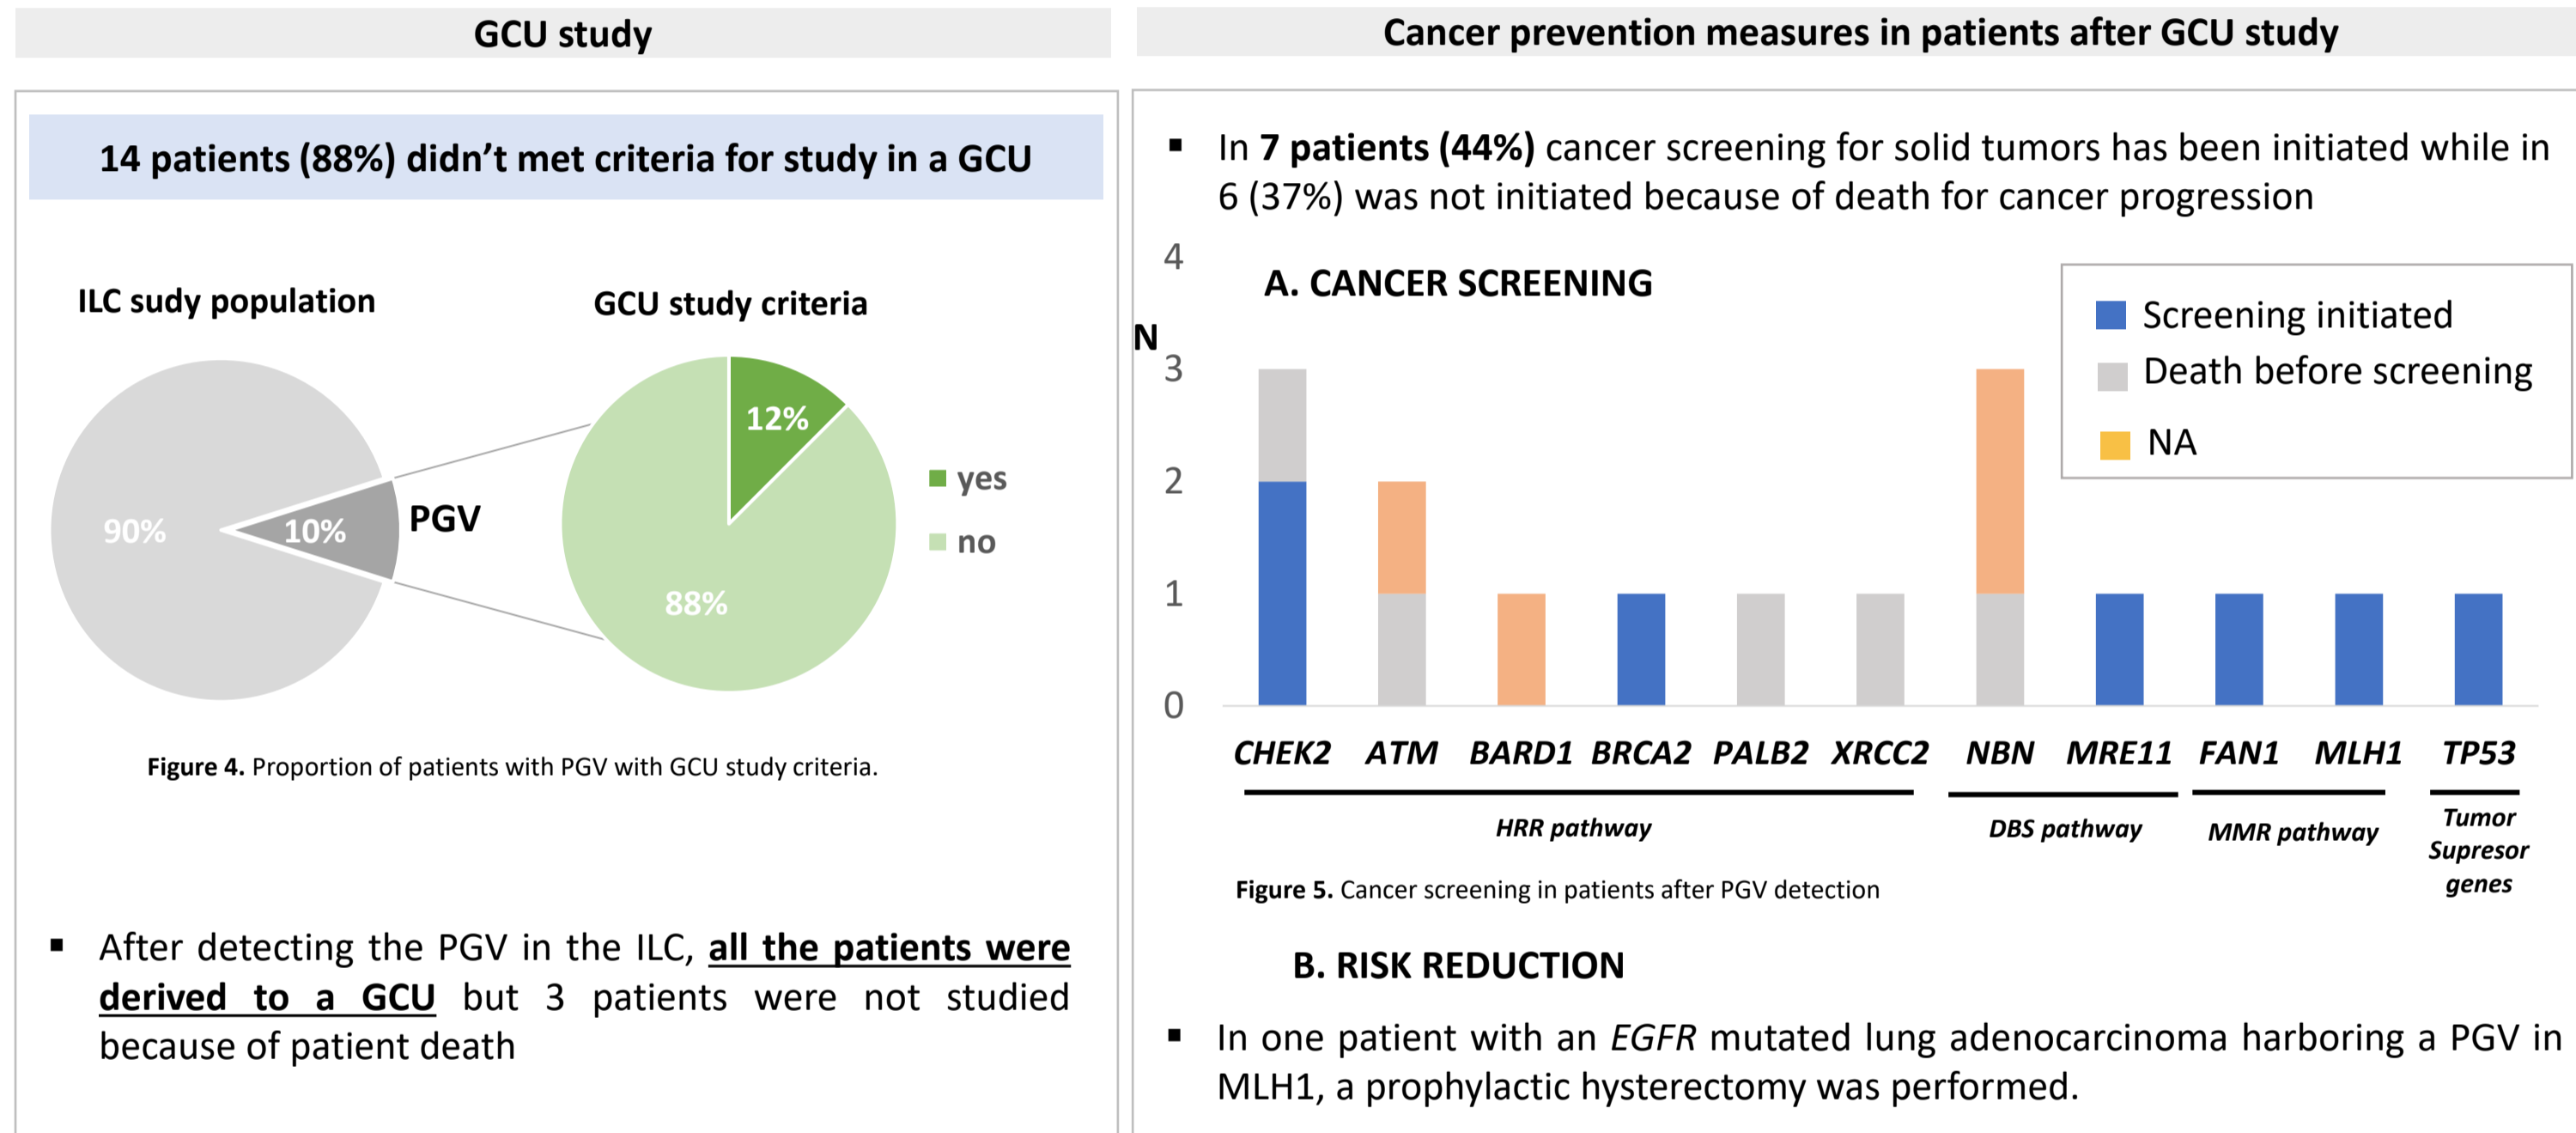 GCU study
14 patients (88%) didn’t met criteria for study in a GCU
ILC sudy population
GCU study criteria
90%
10%
PGV
12%
88%
yes
no
Figure 4. Proportion of patients with PGV with GCU study criteria.
▪ After detecting the PGV in the ILC, all the patients were
derived to a GCU but 3 patients were not studied
because of patient death
Cancer prevention measures in patients after GCU study
▪ In 7 patients (44%) cancer screening for solid tumors has been initiated while in
6 (37%) was not initiated because of death for cancer progression
A. CANCER SCREENING
N
4
3
2
1
0
Screening initiated
Death before screening
NA
CHEK2 ATM BARD1 BRCA2 PALB2 XRCC2 NBN MRE11 FAN1 MLH1 TP53
HRR pathway
DBS pathway
MMR pathway
Tumor
Supresor
genes
Figure 5. Cancer screening in patients after PGV detection
B. RISK REDUCTION
▪ In one patient with an EGFR mutated lung adenocarcinoma harboring a PGV in
MLH1, a prophylactic hysterectomy was performed.